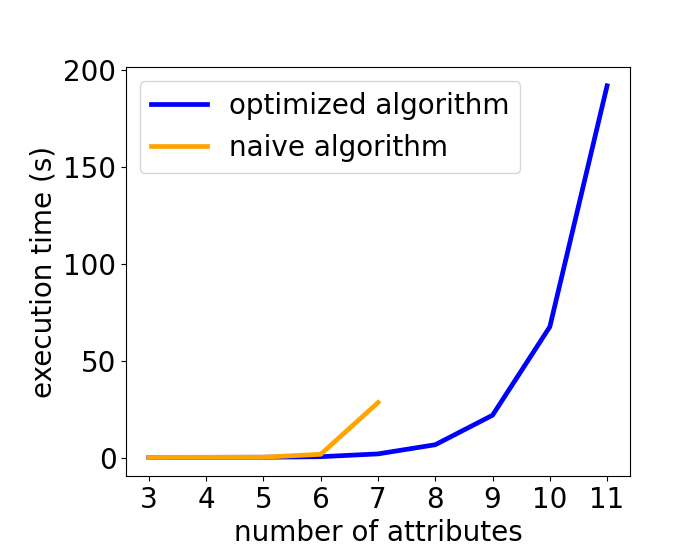 200
150
100
50
0
execution time (s)
optimized algorithm
naive algorithm
3 4 5 6 7 8 9 10 11
number of attributes